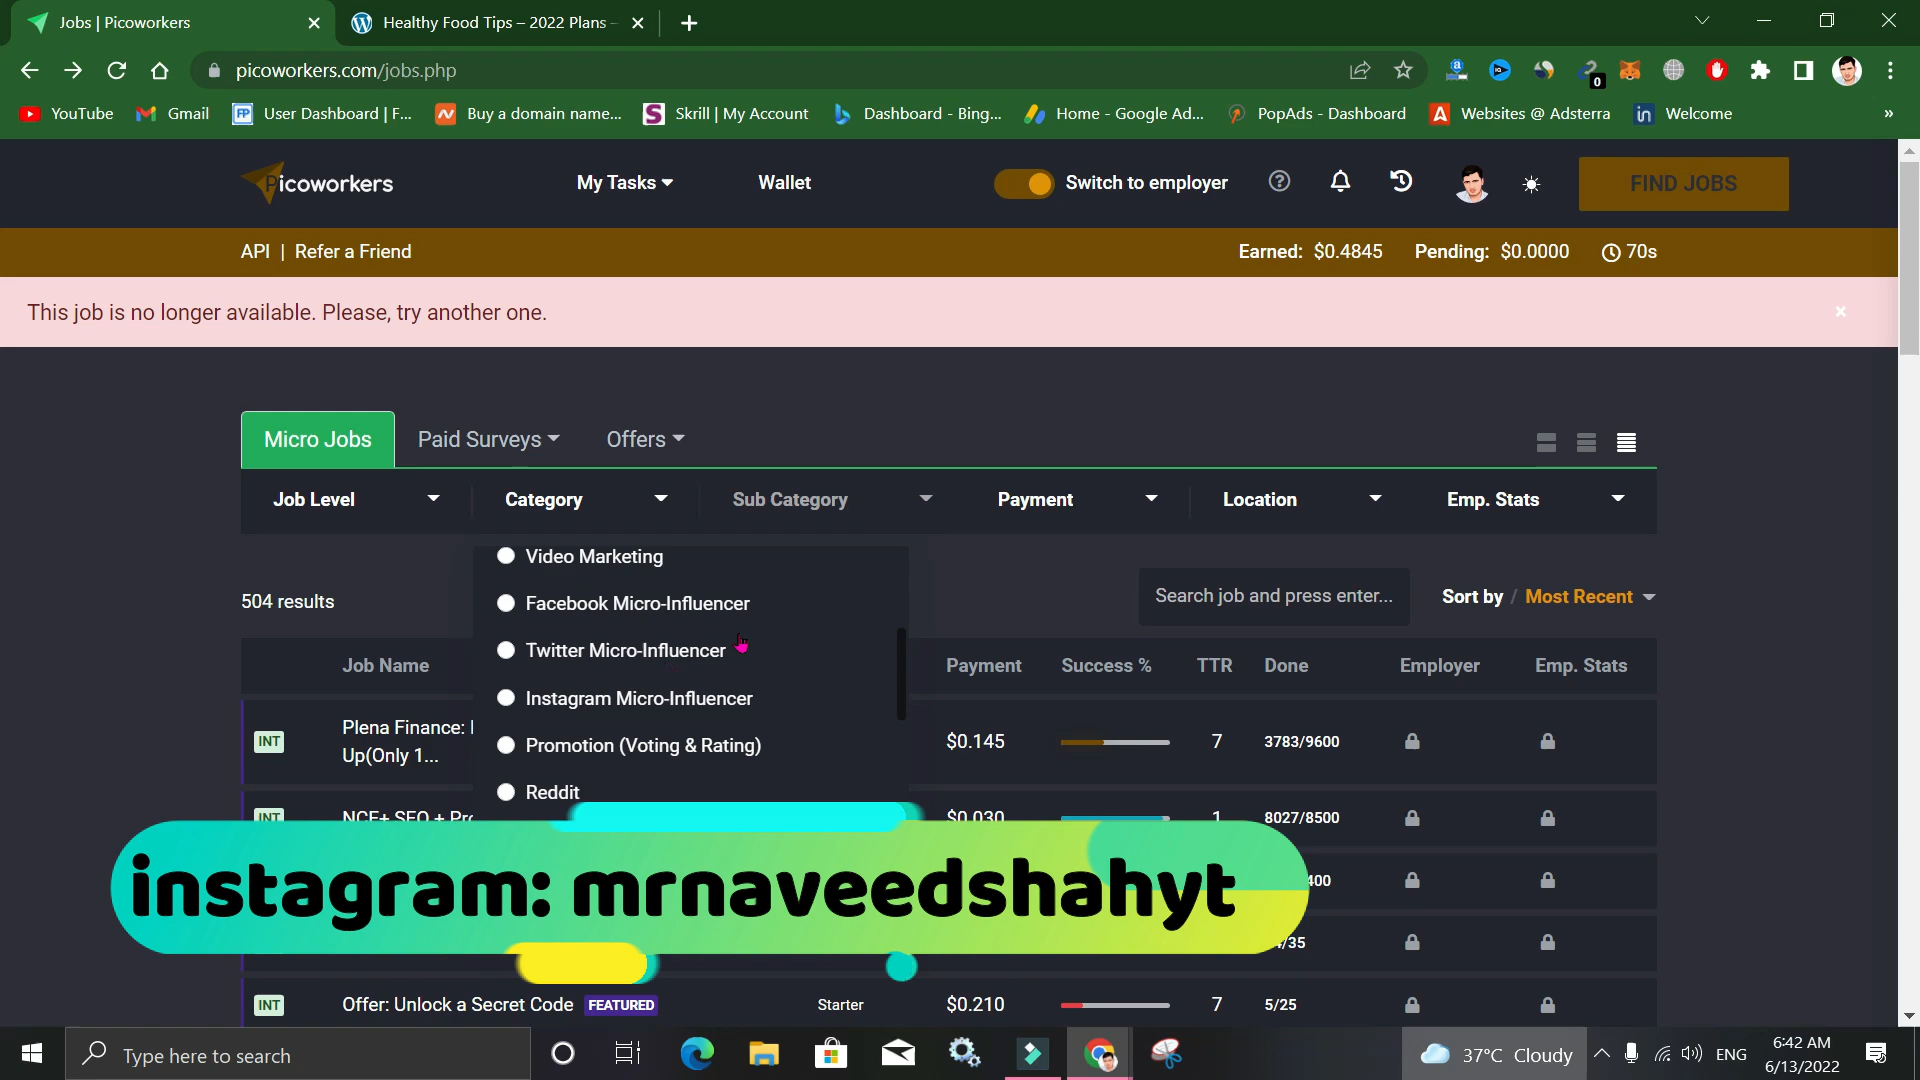 Jobs | Picoworkers
Healthy Food Tips – 2022 Plans –
picoworkers.com/jobs.php
0
YouTube Gmail User Dashboard | F... Buy a domain name... Skrill | My Account Dashboard - Bing... Home - Google Ad... PopAds - Dashboard Websites @ Adsterra Welcome »
Picoworkers My Tasks Wallet Switch to employer FIND JOBS
API | Refer a Friend Earned: $0.4845 Pending: $0.0000 70s
This job is no longer available. Please, try another one.
Micro Jobs Paid Surveys Offers
Job Level Category Sub Category Payment Location Emp. Stats
Video Marketing
Facebook Micro-Influencer
Twitter Micro-Influencer
Instagram Micro-Influencer
Promotion (Voting & Rating)
Reddit
504 results Search job and press enter... Sort by / Most Recent
Job Name Payment Success % TTR Done Employer Emp. Stats
INT Plena Finance: $0.145 7 3783/9600
Up(Only 1...
INT NCE+ SEO + Pro $0.030 1 8027/8500
400
/35
instagram: mrnaveedshahyt
INT Offer: Unlock a Secret Code FEATURED Starter $0.210 7 5/25
Type here to search 37°C Cloudy ENG 6:42 AM
6/13/2022